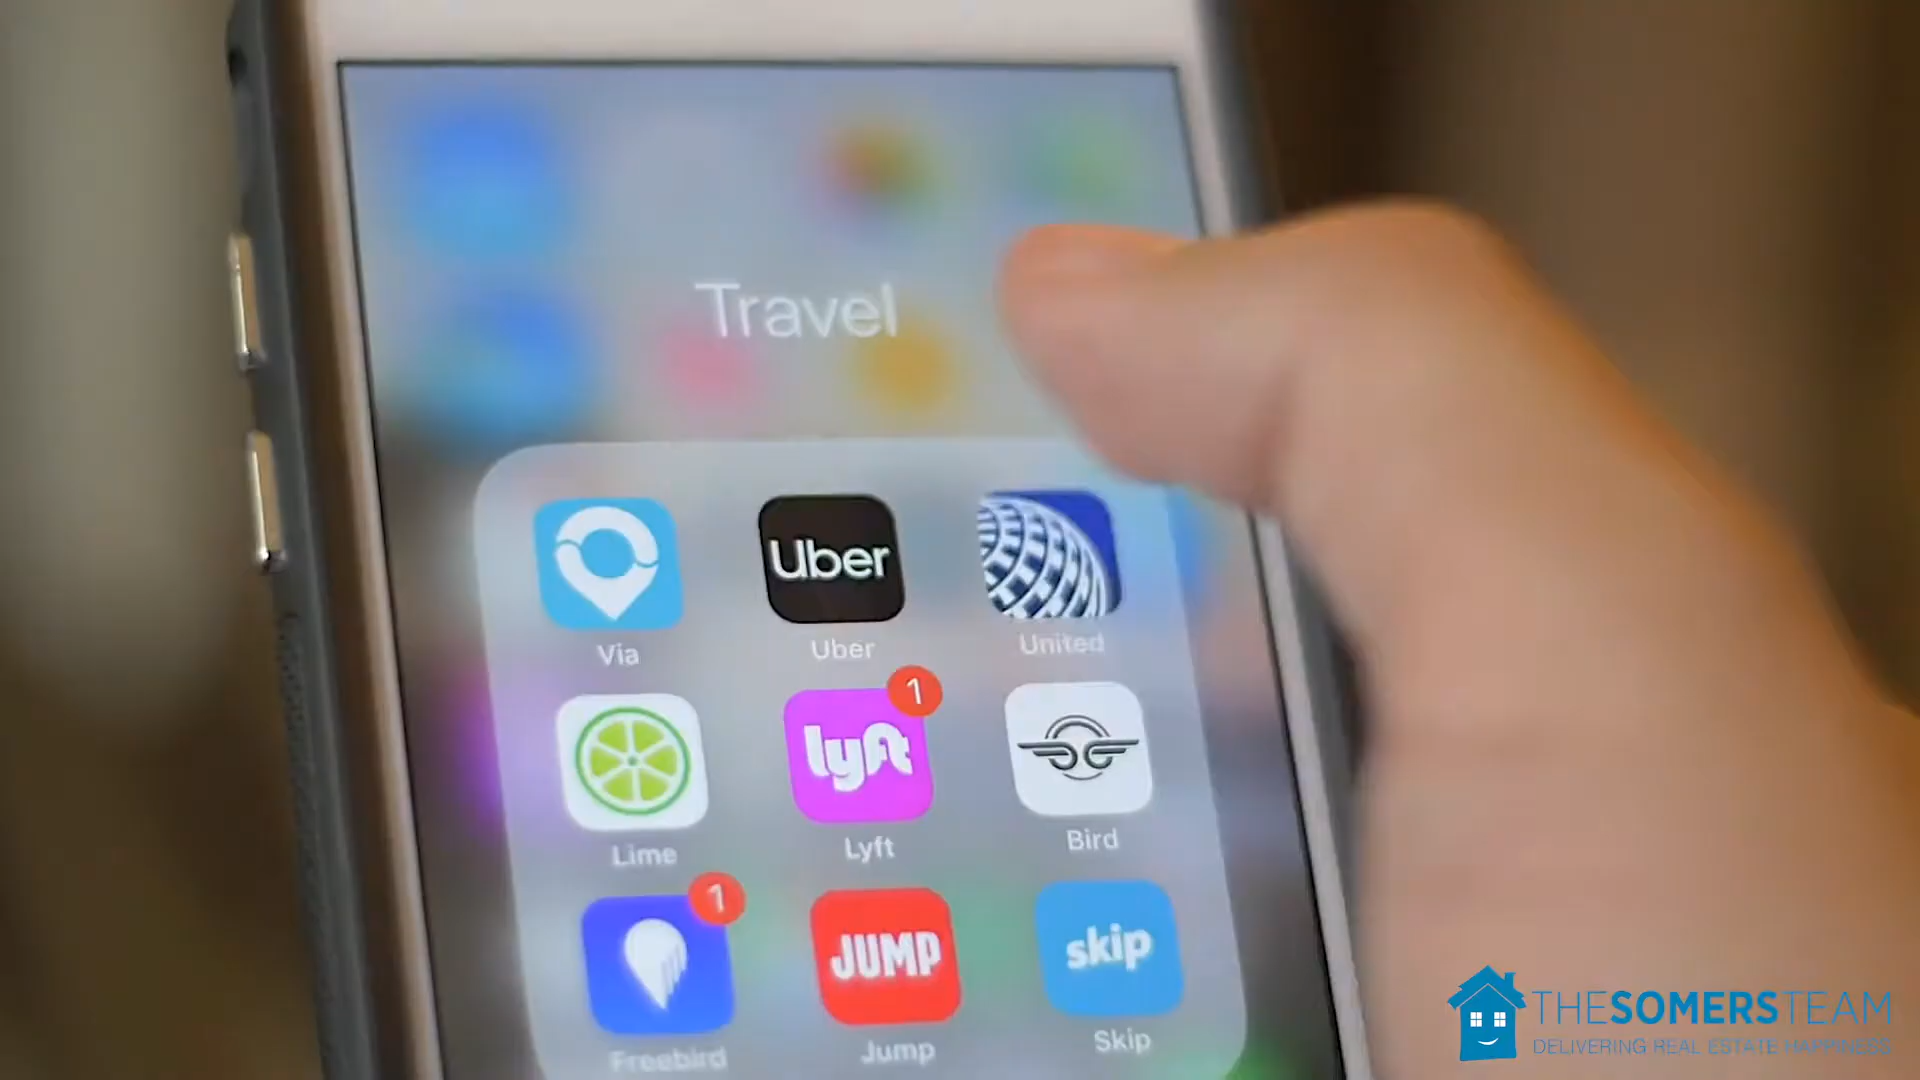 Travel
Uber
Via
Uber
United
1
lyft
Lime
Lyft
Bird
1
JUMP
skip
Freebird
Jump
Skip
THESOMERSTEAM
DELIVERING REAL ESTATE HAPPINESS